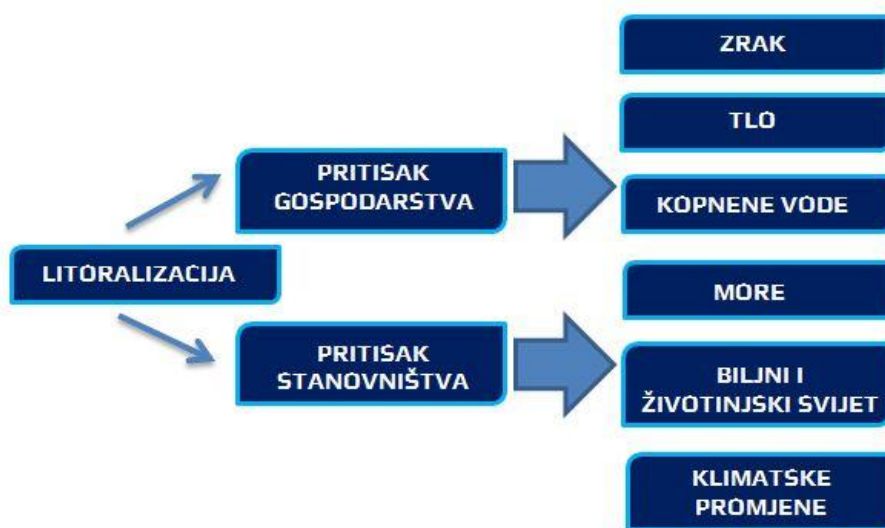 LITORALIZACIJA
PRITISAK
GOSPODARSTVA
PRITISAK
STANOVNIŠTVA
ZRAK
TLO
KOPNENE VODE
MORE
BILJNI I
ŽIVOTINJSKI SVIJET
KLIMATSKE
PROMJENE